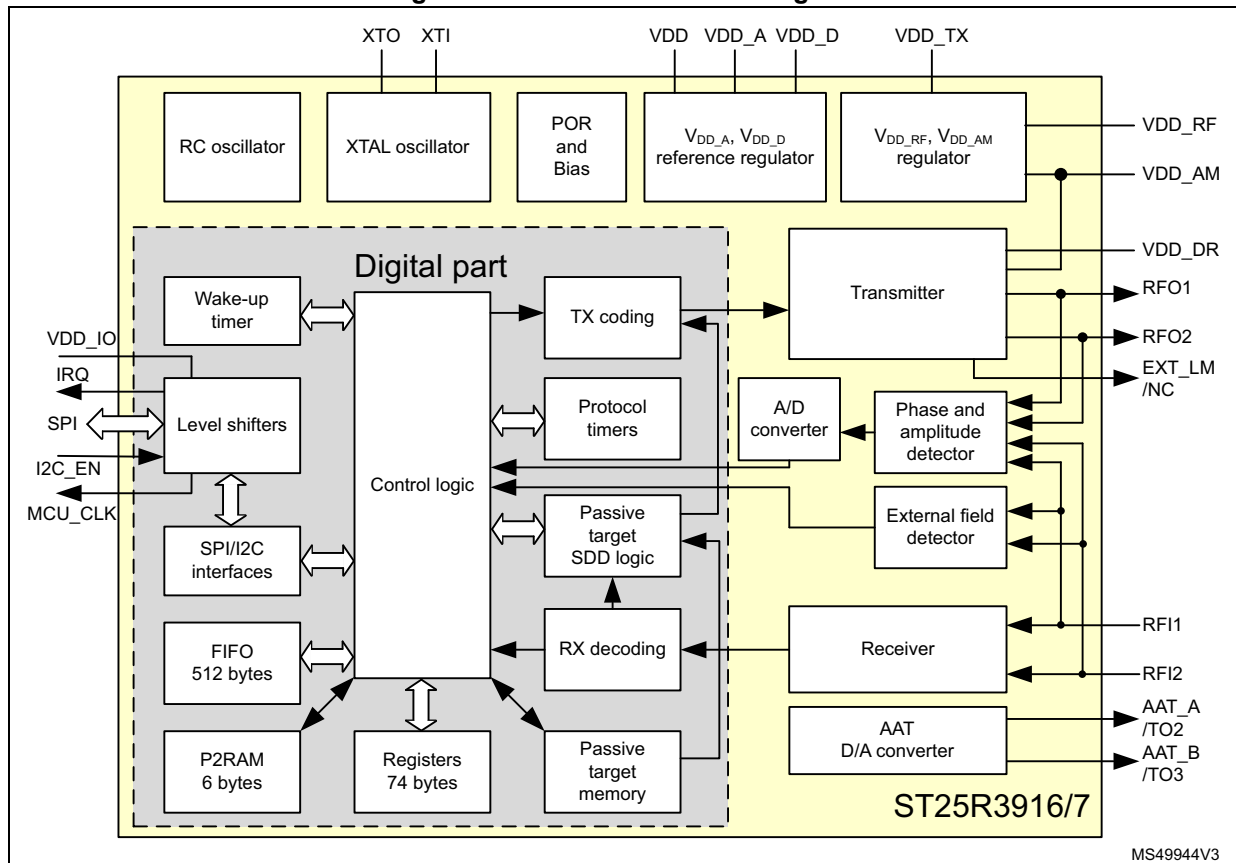 XTO XTI VDD VDD_A VDD_D VDD_TX
RC oscillator
XTAL oscillator
POR
and
Bias
VDD_A, VDD_D
reference regulator
VDD_RF, VDD_AM
regulator
VDD_RF
VDD_AM
VDD_DR
RFO1
RFO2
EXT_LM
/NC
Digital part
Wake-up
timer
TX coding
Transmitter
VDD_IO
IRQ
SPI
I2C_EN
MCU_CLK
Level shifters
Control logic
Protocol
timers
A/D
converter
Phase and
amplitude
detector
SPI/I2C
interfaces
Passive
target
SDD logic
External field
detector
FIFO
512 bytes
RX decoding
Receiver
RFI1
RFI2
P2RAM
6 bytes
Registers
74 bytes
Passive
target
memory
AAT
D/A converter
AAT_A
/TO2
AAT_B
/TO3
ST25R3916/7
MS49944V3